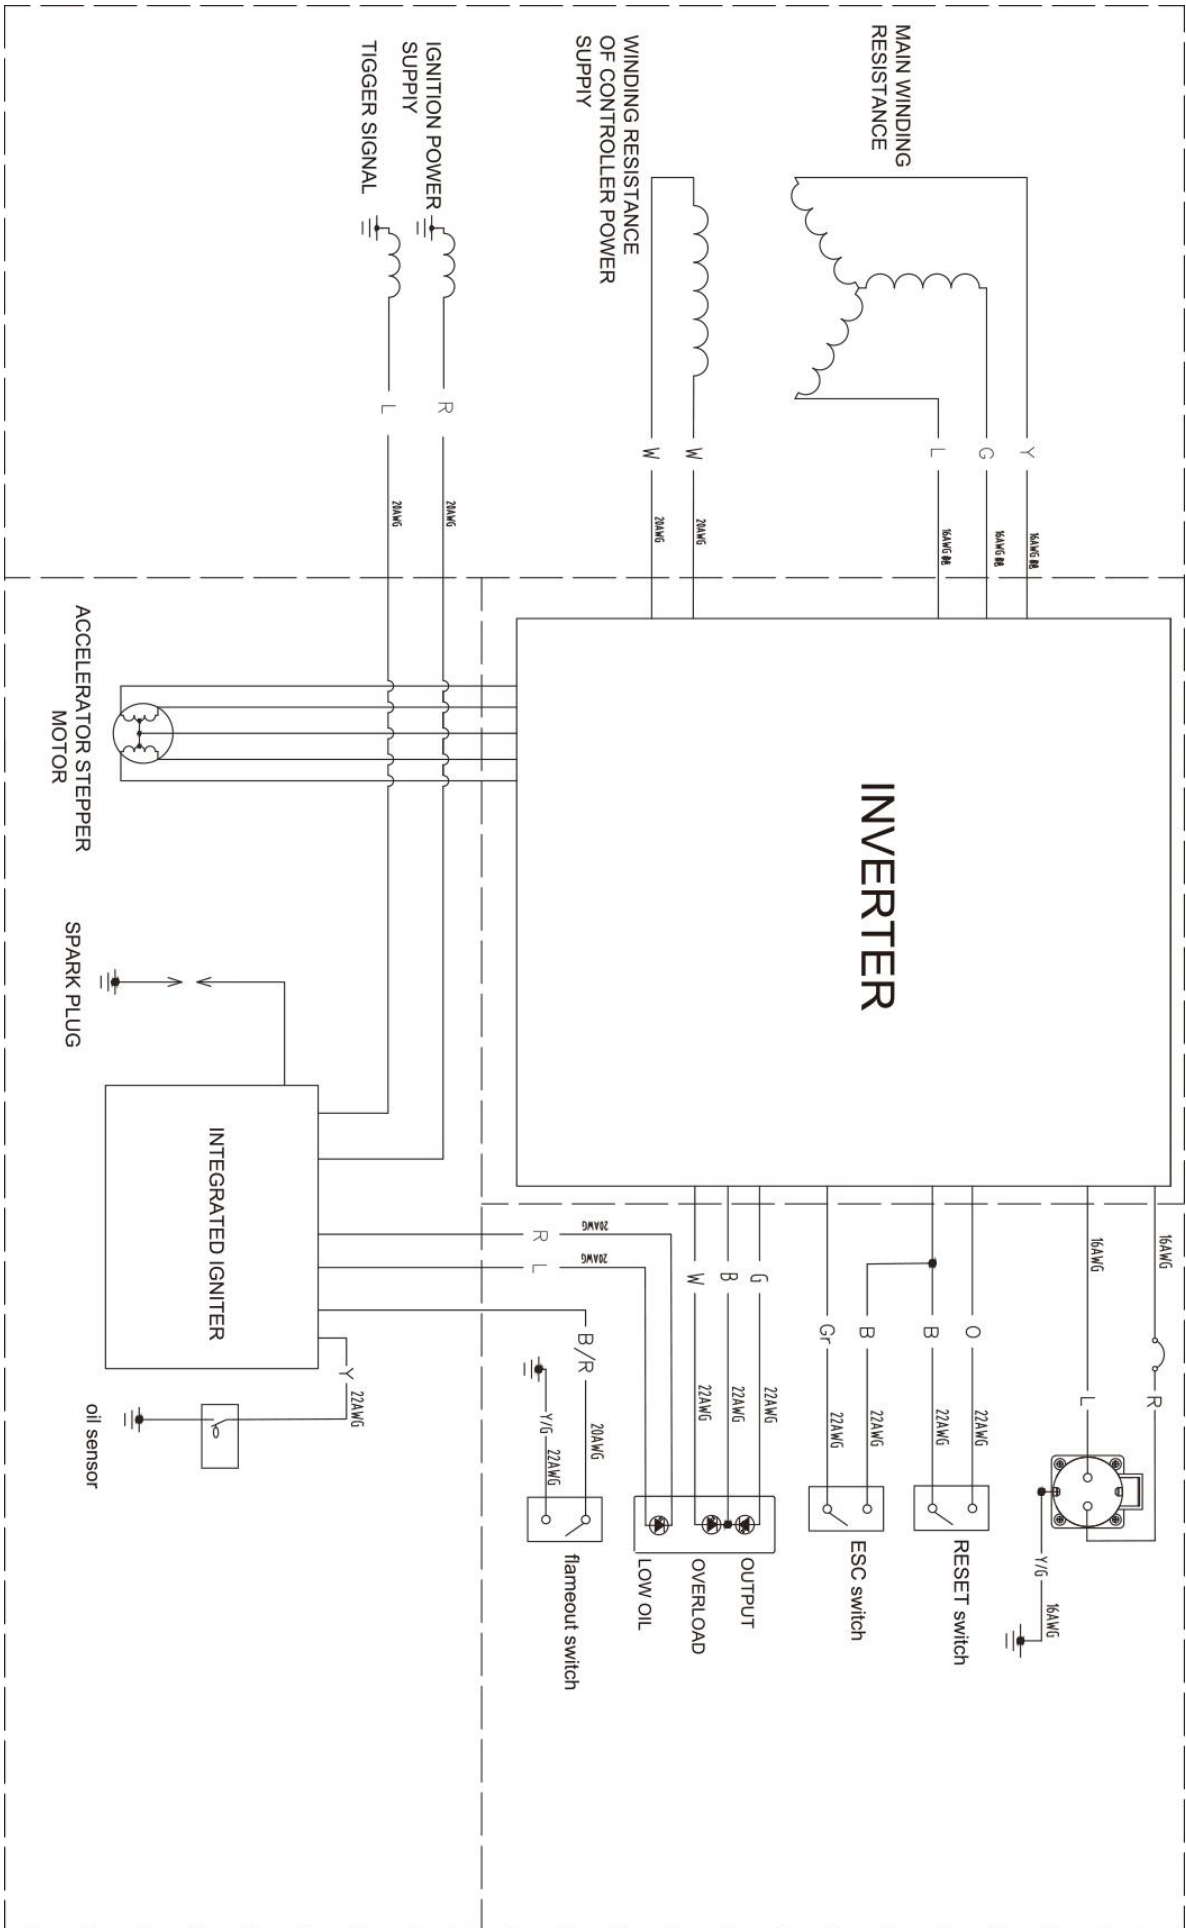 MAIN WINDING
RESISTANCE
WINDING RESISTANCE
OF CONTROLLER POWER
SUPPIY
IGNITION POWER
SUPPIY
TIGGER SIGNAL
Y
G
L
W
W
R
L
16AWG
16AWG
16AWG
20AWG
20AWG
20AWG
20AWG
INVERTER
ACCELERATOR STEPPER
MOTOR
SPARK PLUG
INTEGRATED IGNITER
oil sensor
16AWG
16AWG
R
L
Y/G
16AWG
O
B
B
Gr
22AWG
22AWG
22AWG
22AWG
RESET switch
ESC switch
G
B
W
22AWG
22AWG
22AWG
OUTPUT
OVERLOAD
LOW OIL
20AWG
20AWG
R
L
B/R
20AWG
Y/G
22AWG
flameout switch
Y
22AWG